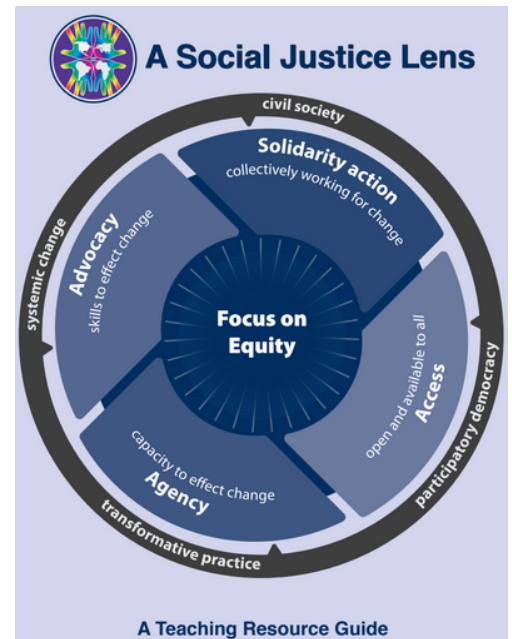 A Social Justice Lens
civil society
Solidarity action
collectively working for change
Advocacy
skills to effect change
systemic change
Focus on
Equity
open and available to all
Access
participatory democracy
capacity to effect change
Agency
transformative practice
A Teaching Resource Guide